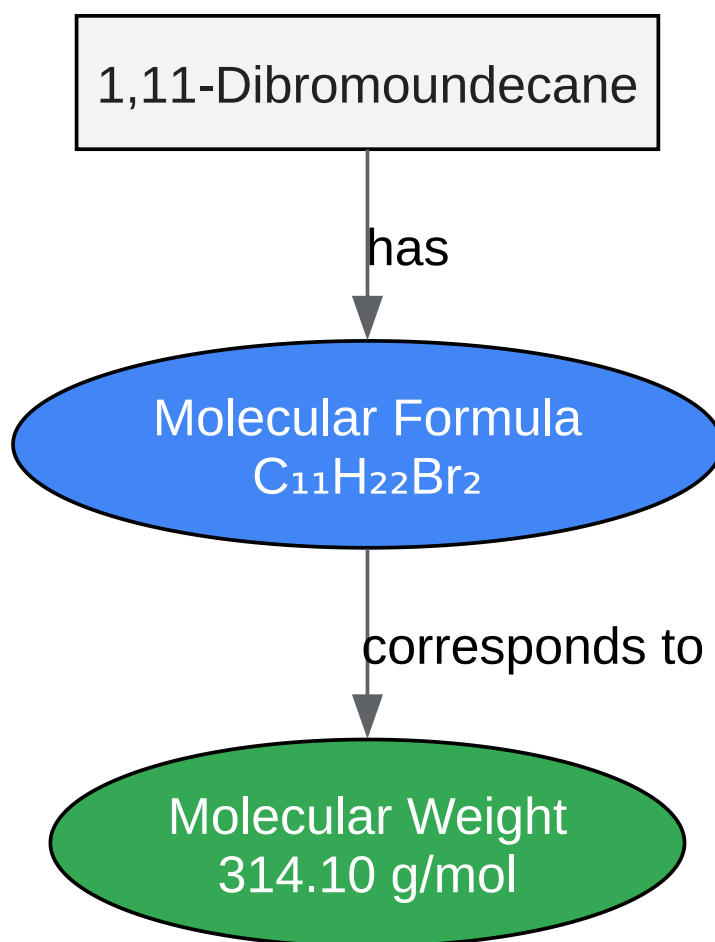 1,11-Dibromoundecane
has
Molecular Formula
C₁₁H₂₂Br₂
corresponds to
Molecular Weight
314.10 g/mol